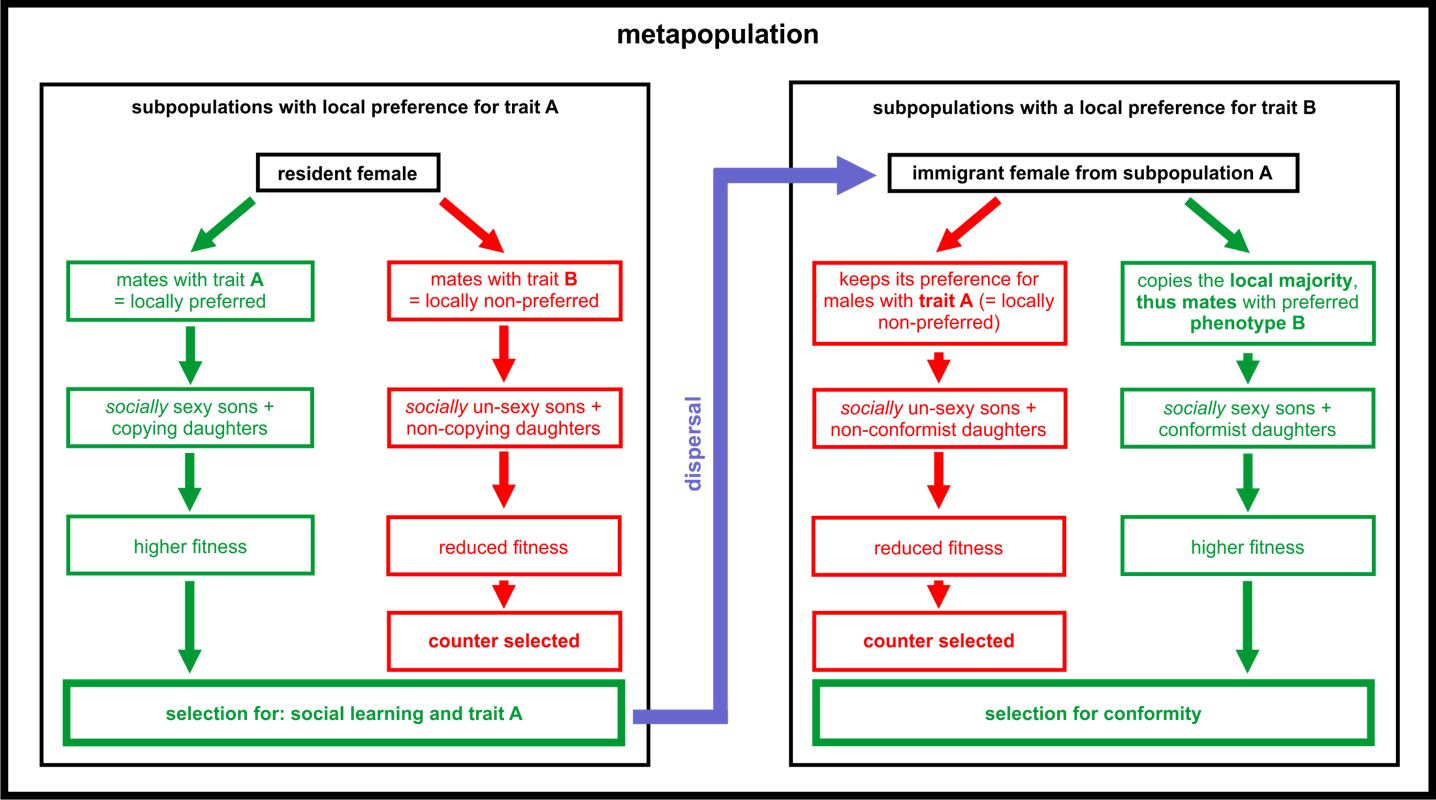 metapopulation
subpopulations with local preference for trait A
resident female
mates with trait A
= locally preferred
mates with trait B
= locally non-preferred
socially sexy sons +
copying daughters
socially un-sexy sons +
non-copying daughters
higher fitness
reduced fitness
counter selected
selection for: social learning and trait A
dispersal
subpopulations with a local preference for trait B
immigrant female from subpopulation A
keeps its preference for
males with trait A (= locally
non-preferred)
copies the local majority,
thus mates with preferred
phenotype B
socially un-sexy sons +
non-conformist daughters
socially sexy sons +
conformist daughters
reduced fitness
higher fitness
counter selected
selection for conformity